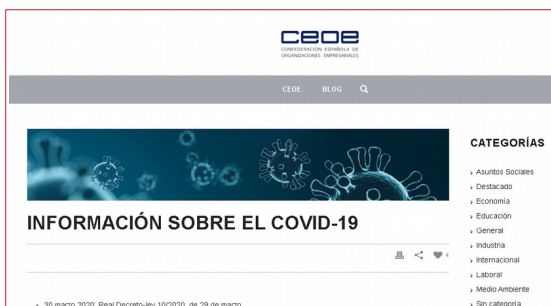 ceoe
CONFEDERACIÓN ESPAÑOLA DE
ORGANIZACIONES EMPRESARIALES
CEOE BLOG
INFORMACIÓN SOBRE EL COVID-19
4
30 marzo 2020: Real Decreto-ley 10/2020, de 29 de marzo
CATEGORÍAS
Asuntos Sociales
Destacado
Economía
Educación
General
Industria
Internacional
Laboral
Medio Ambiente
Sin categoría